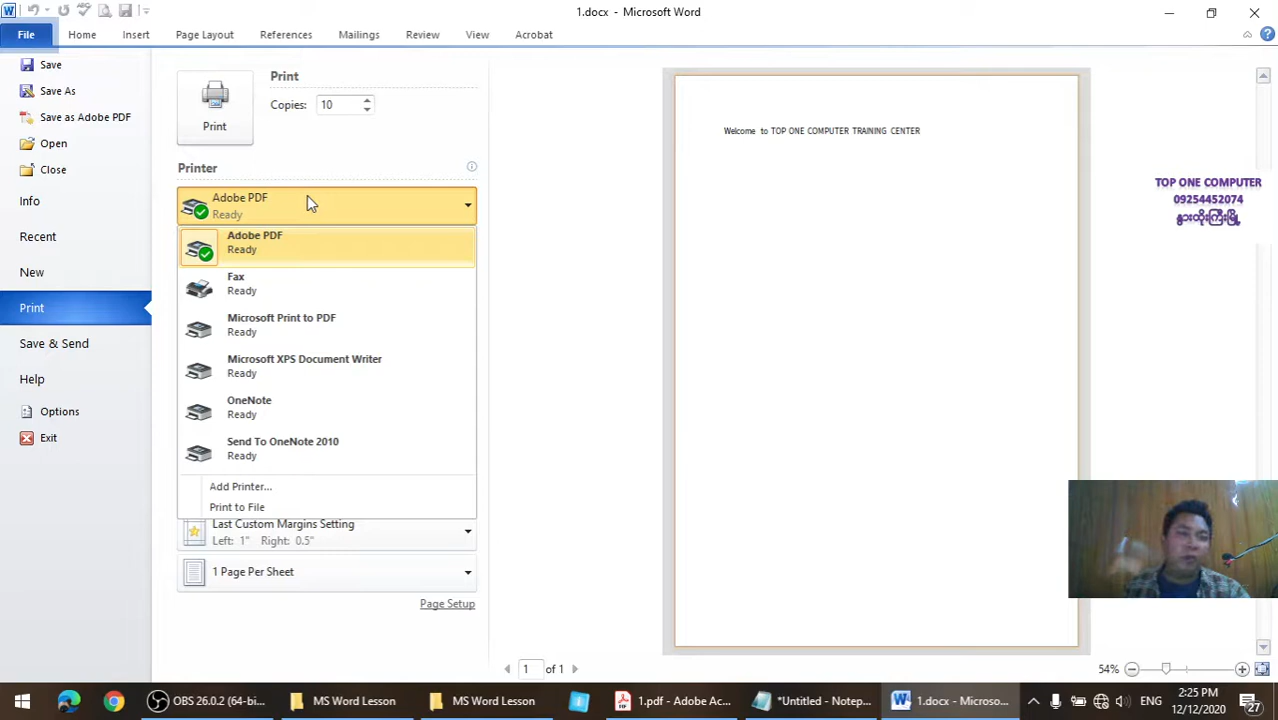 1.docx - Microsoft Word
File
Home
Insert
Page Layout
References
Mailings
Review
View
Acrobat
Save
Save As
Save as Adobe PDF
Open
Close
Info
Recent
New
Print
Save & Send
Help
Options
Exit
Print
Print
Copies:
10
Printer
Adobe PDF
Ready
Adobe PDF
Ready
Fax
Ready
Microsoft Print to PDF
Ready
Microsoft XPS Document Writer
Ready
OneNote
Ready
Send To OneNote 2010
Ready
Add Printer...
Print to File
Last Custom Margins Setting
Left: 1" Right: 0.5"
1 Page Per Sheet
Page Setup
Welcome to TOP ONE COMPUTER TRAINING CENTER
TOP ONE COMPUTER
09254452074
နွားထိုးကြီးမြို့
1 of 1
54%
OBS 26.0.2 (64-bi...
MS Word Lesson
MS Word Lesson
1.pdf - Adobe Ac...
*Untitled - Notep...
1.docx - Microso...
ENG
2:25 PM
12/12/2020
27